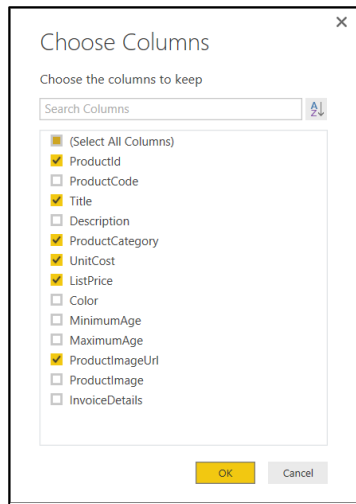 Choose Columns
Choose the columns to keep
Search Columns
(Select All Columns)
ProductId
ProductCode
Title
Description
ProductCategory
UnitCost
ListPrice
Color
MinimumAge
MaximumAge
ProductImageUrl
ProductImage
InvoiceDetails
OK Cancel